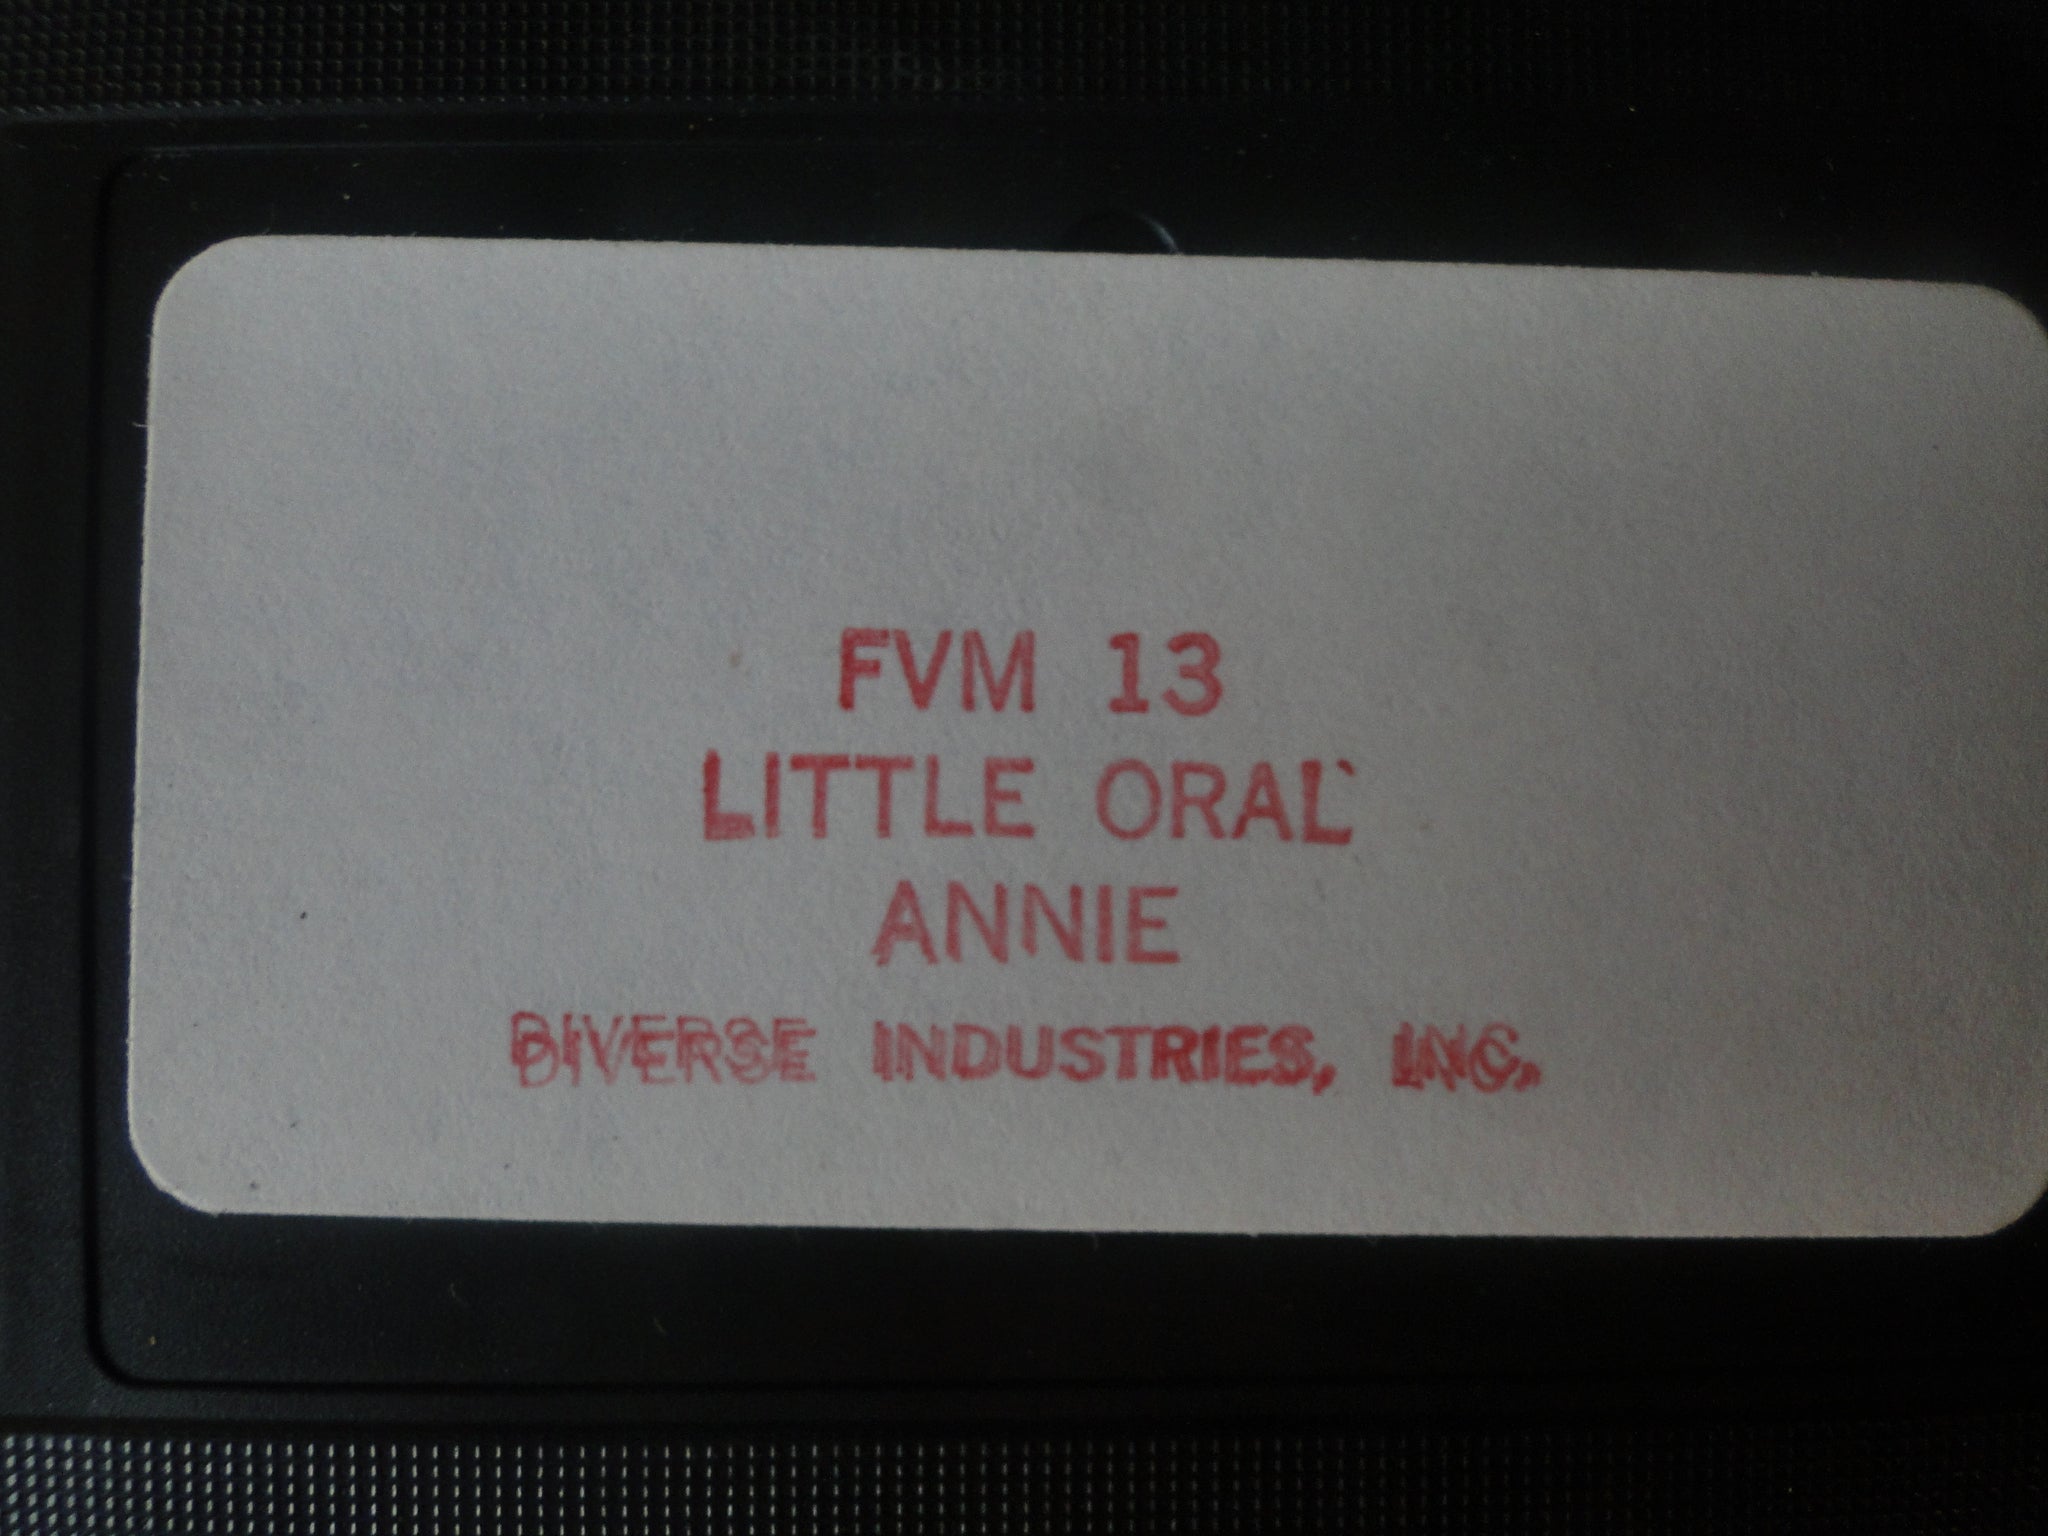 FVM 13
LITTLE ORAL
ANNIE
DIVERSE INDUSTRIES, INC.